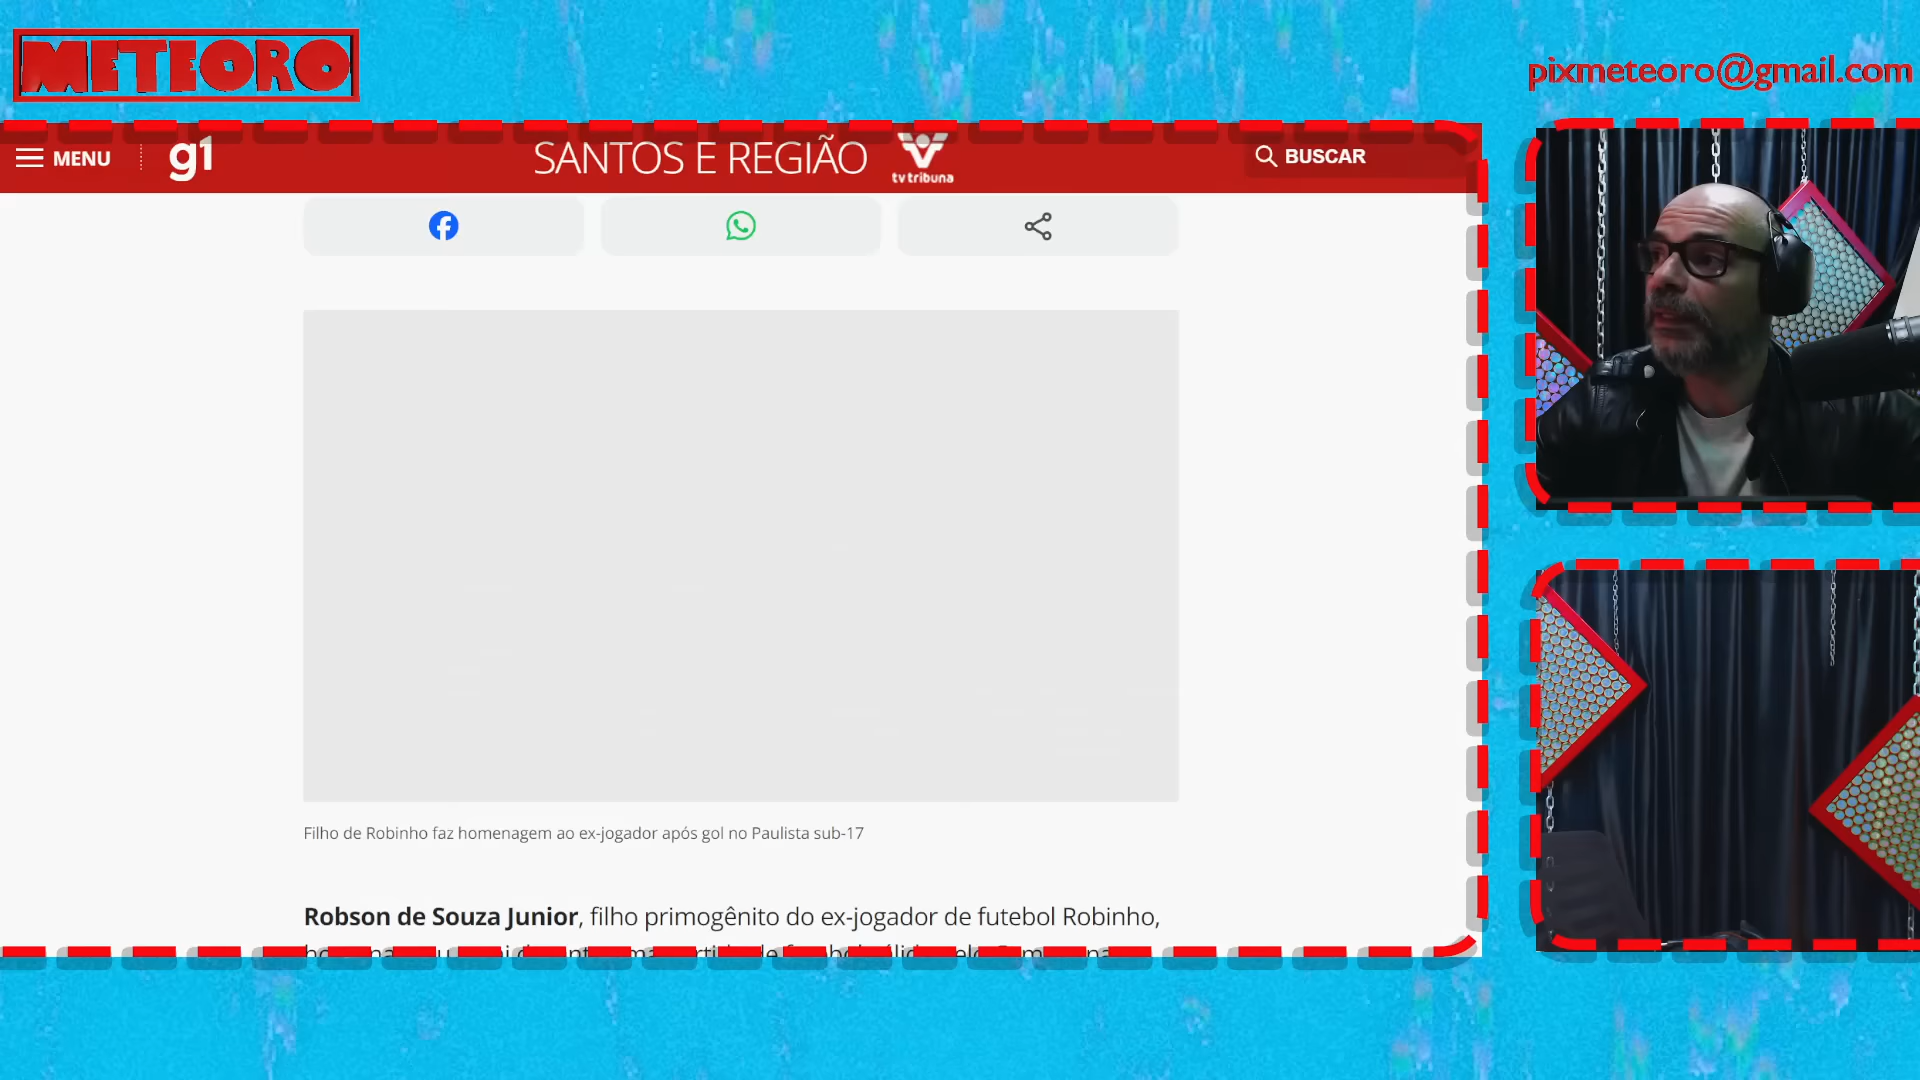 METEORO
pixmeteoro@gmail.com
MENU
g1
SANTOS E REGIÃO
tv tribuna
BUSCAR
Filho de Robinho faz homenagem ao ex-jogador após gol no Paulista sub-17
Robson de Souza Junior, filho primogênito do ex-jogador de futebol Robinho,